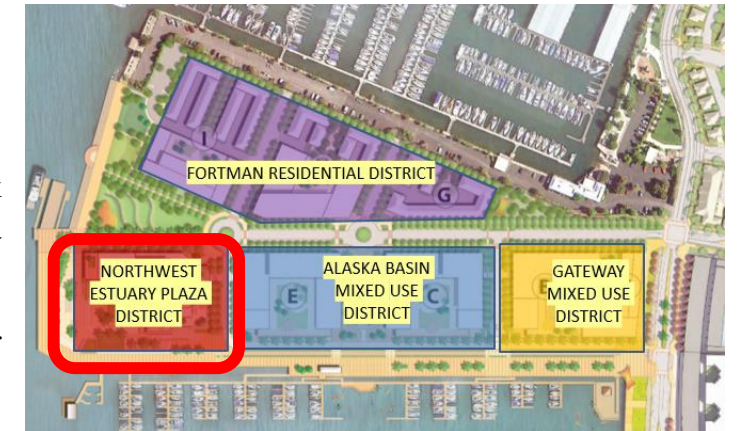 FORTMAN RESIDENTIAL DISTRICT
I
G
NORTHWEST
ESTUARY PLAZA
DISTRICT
ALASKA BASIN
MIXED USE
DISTRICT
E
C
GATEWAY
MIXED USE
DISTRICT